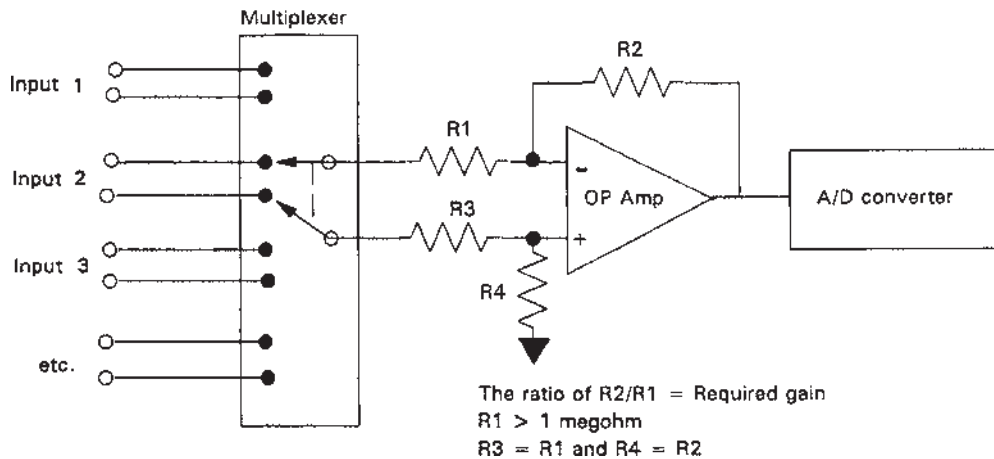 Multiplexer
Input 1
Input 2
Input 3
etc.
R1
R2
R3
R4
-
+
OP Amp
A/D converter
The ratio of R2/R1 = Required gain
R1 > 1 megohm
R3 = R1 and R4 = R2